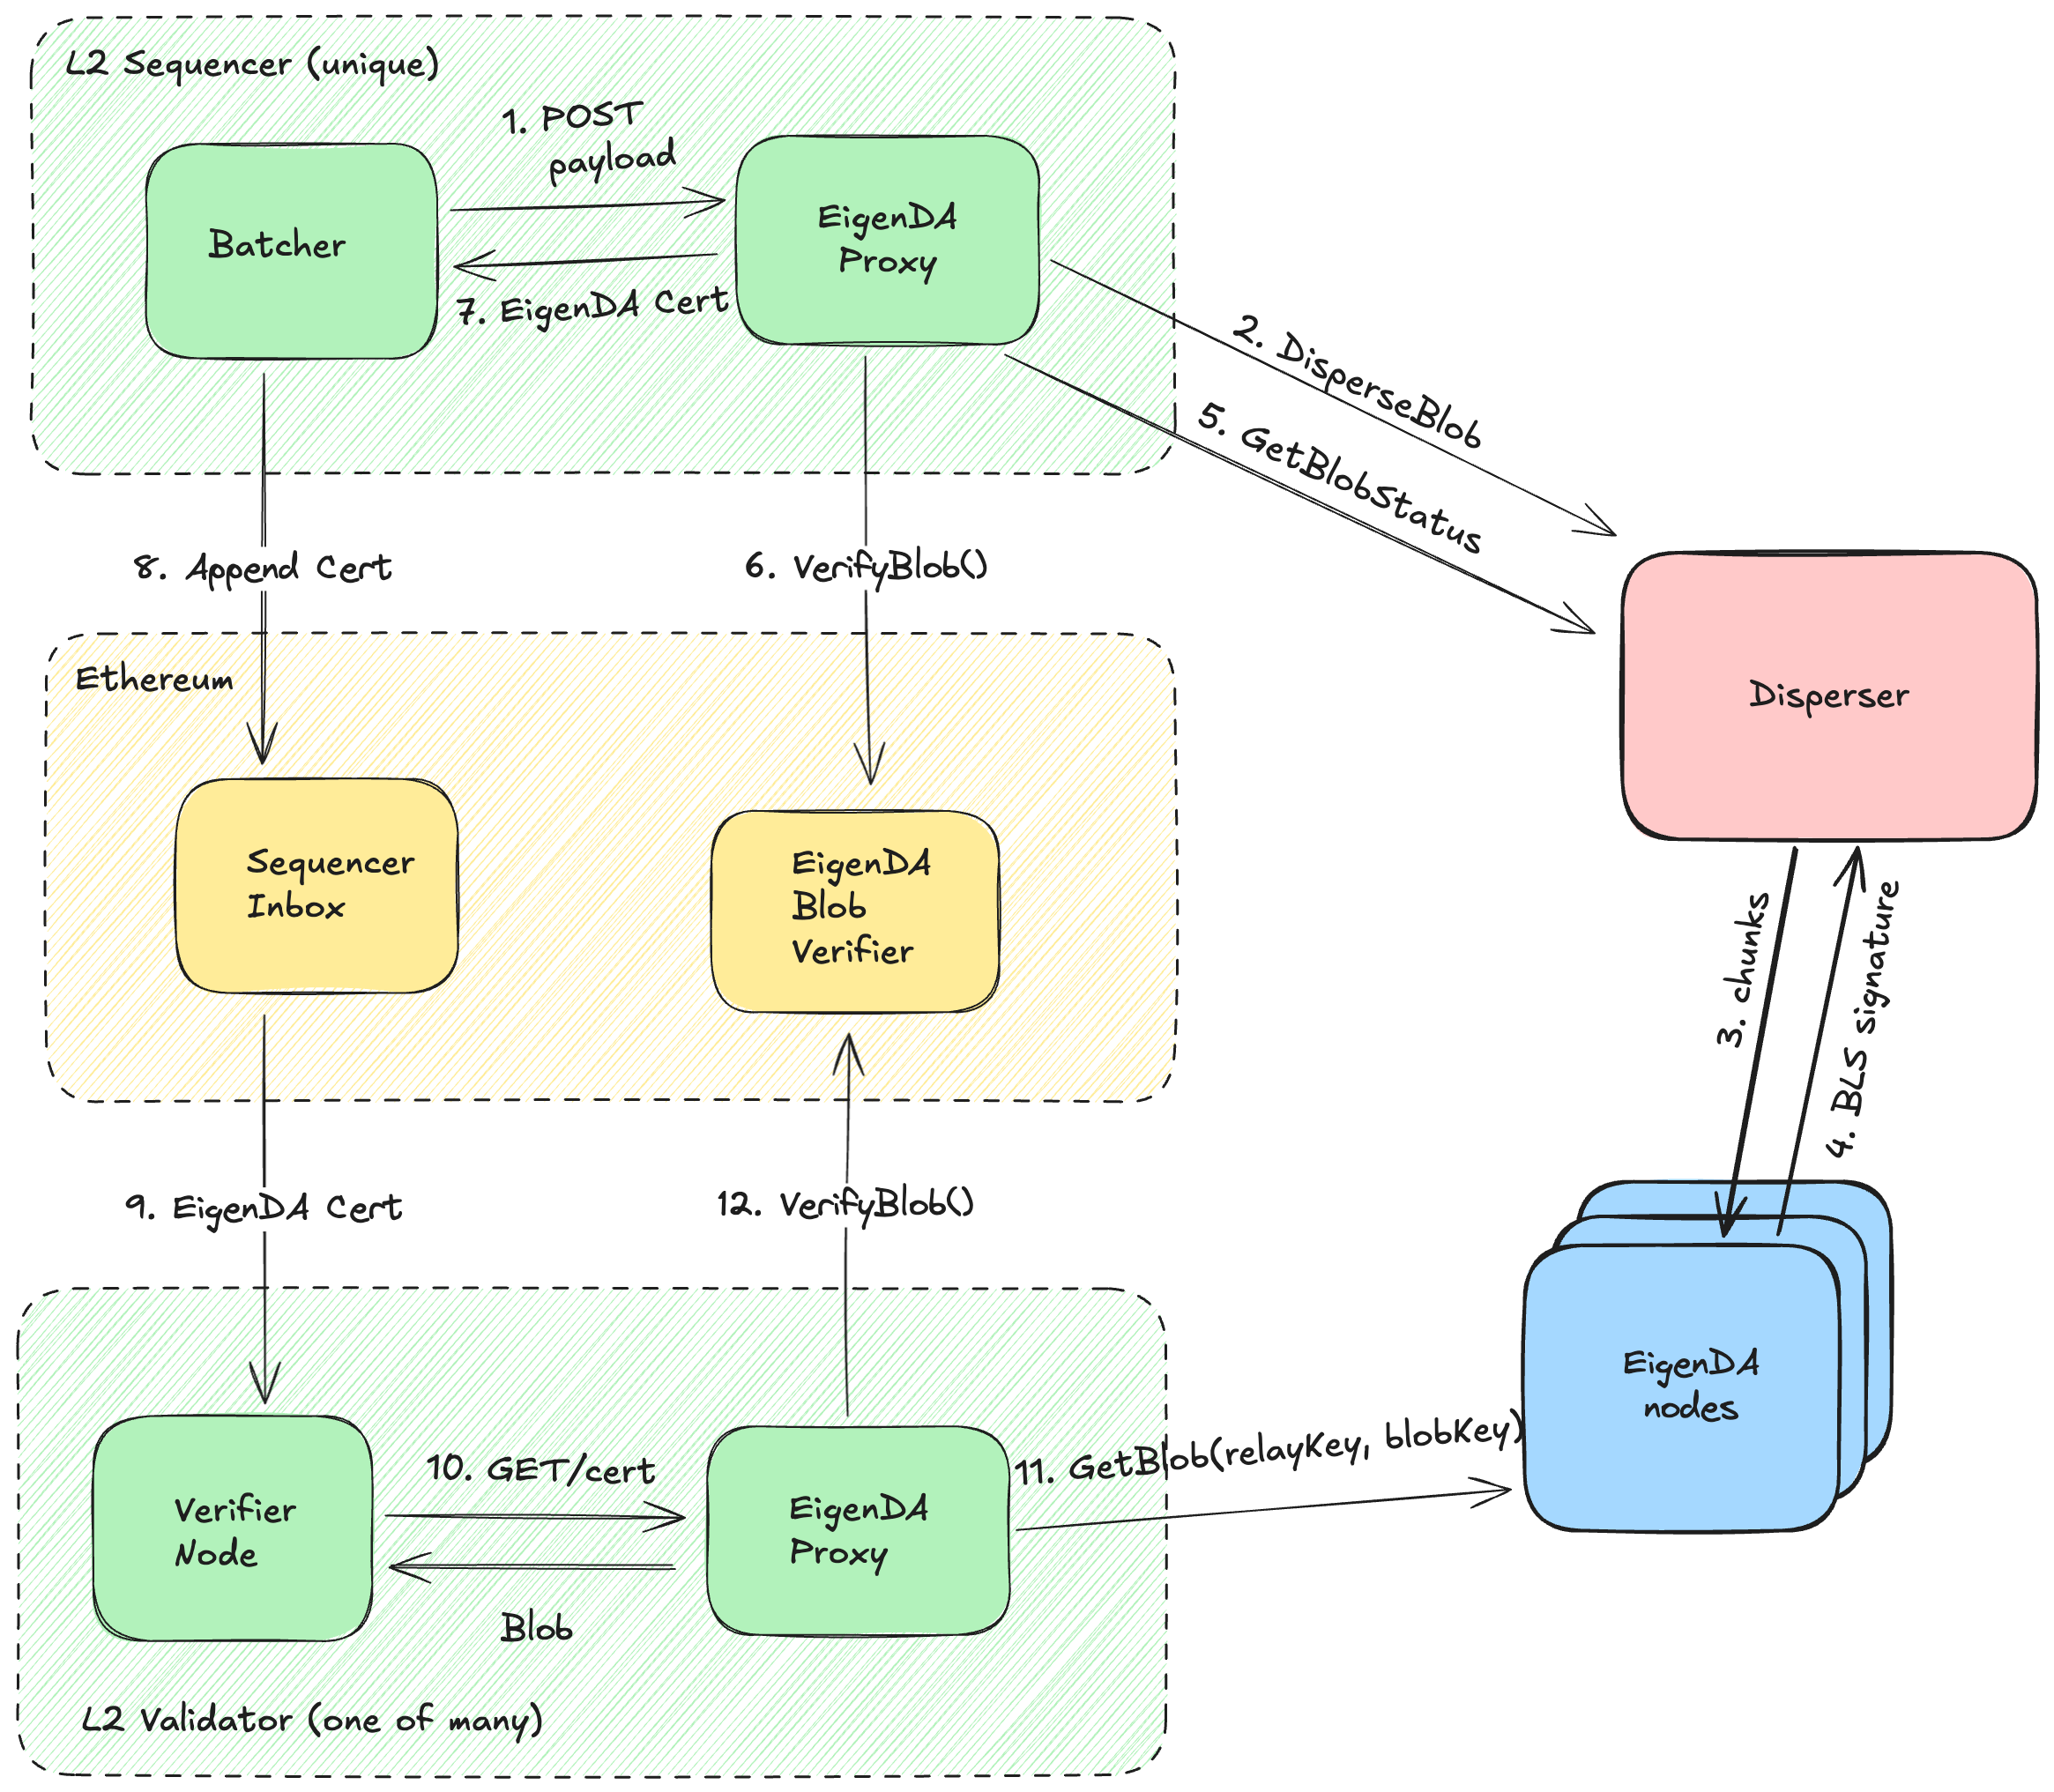 L2 Sequencer (unique)
1. POST
payload
Batcher
EigenDA
Proxy
7. EigenDA Cert
2. DisperseBlob
5. GetBlobStatus
8. Append Cert
6. VerifyBlob()
Ethereum
Disperser
Sequencer
Inbox
EigenDA
Blob
Verifier
3. chunks
4. BLS signature
9. EigenDA Cert
12. VerifyBlob()
EigenDA
nodes
10. GET/cert
11. GetBlob(relayKey, blobKey)
Verifier
Node
EigenDA
Proxy
Blob
L2 Validator (one of many)